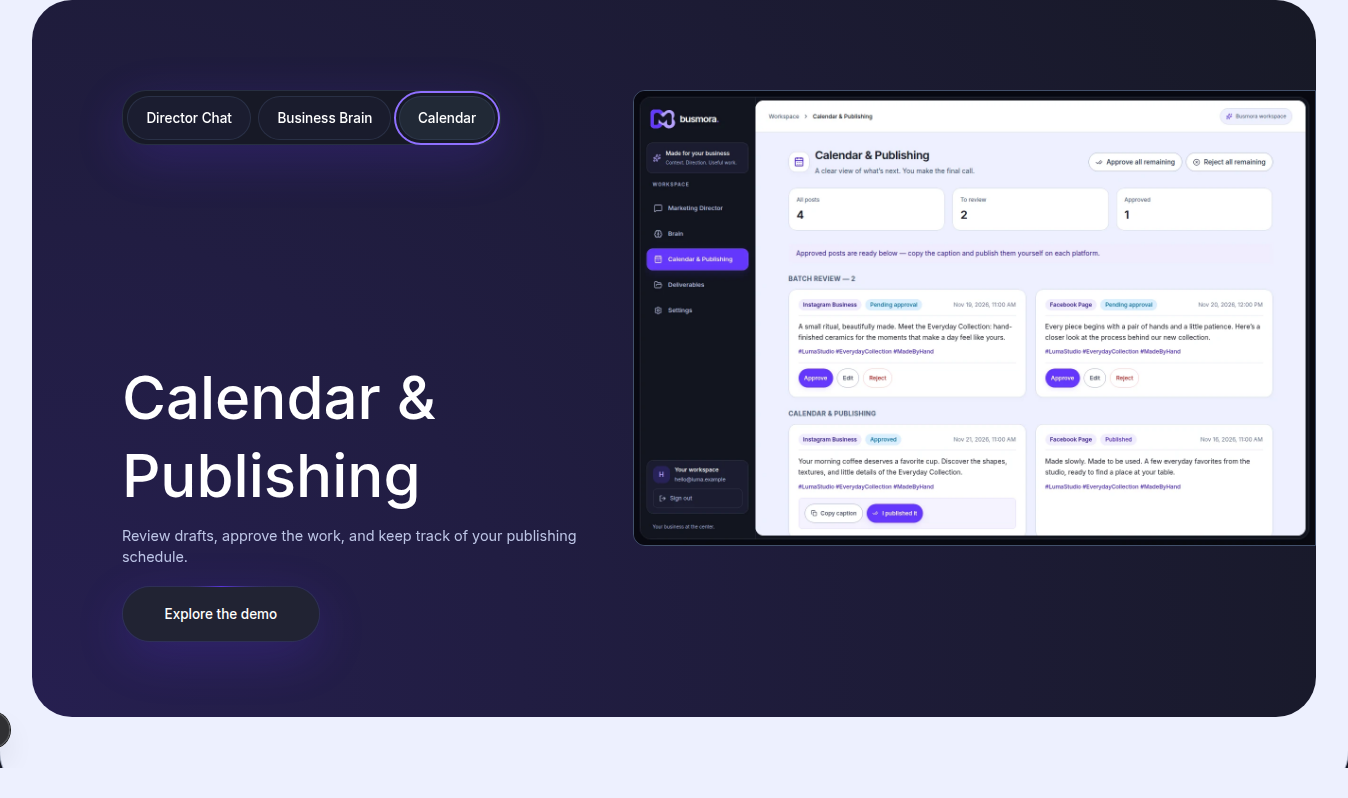 Director Chat
Business Brain
Calendar
Calendar &
Publishing
Review drafts, approve the work, and keep track of your publishing
schedule.
Explore the demo
busmora.
Made for your business
Context. Direction. Useful work.
WORKSPACE
Marketing Director
Brain
Calendar & Publishing
Deliverables
Settings
H
Your workspace
hello@luma.example
Sign out
Your business at the center.
Workspace › Calendar & Publishing
Busmora workspace
Calendar & Publishing
A clear view of what's next. You make the final call.
Approve all remaining
Reject all remaining
All posts
4
To review
2
Approved
1
Approved posts are ready below — copy the caption and publish them yourself on each platform.
BATCH REVIEW — 2
Instagram Business Pending approval Nov 19, 2026, 11:00 AM
A small ritual, beautifully made. Meet the Everyday Collection: hand-
finished ceramics for the moments that make a day feel like yours.
#LumaStudio #EverydayCollection #MadeByHand
Approve Edit Reject
Facebook Page Pending approval Nov 20, 2026, 12:00 PM
Every piece begins with a pair of hands and a little patience. Here's a
closer look at the process behind our new collection.
#LumaStudio #EverydayCollection #MadeByHand
Approve Edit Reject
CALENDAR & PUBLISHING
Instagram Business Approved Nov 21, 2026, 11:00 AM
Your morning coffee deserves a favorite cup. Discover the shapes,
textures, and little details of the Everyday Collection.
#LumaStudio #EverydayCollection #MadeByHand
Copy caption I published it
Facebook Page Published Nov 16, 2026, 11:00 AM
Made slowly. Made to be used. A few everyday favorites from the
studio, ready to find a place at your table.
#LumaStudio #EverydayCollection #MadeByHand